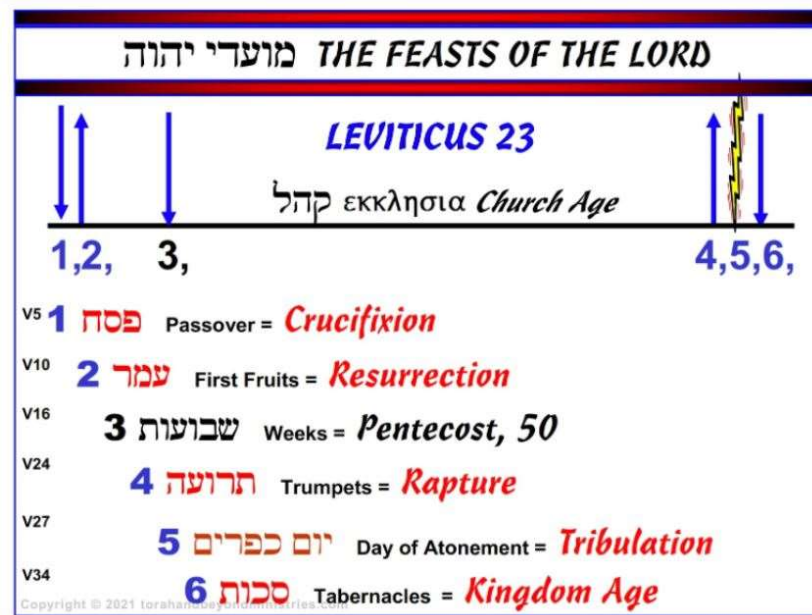 מועדי יהוה THE FEASTS OF THE LORD
LEVITICUS 23
קהל εκκλησια Church Age
1,2, 3, 4,5,6,
V5 1 פסח Passover = Crucifixion
V10 2 עמר First Fruits = Resurrection
V16 3 שבועות Weeks = Pentecost, 50
V24 4 תרועה Trumpets = Rapture
V27 5 יום כפרים Day of Atonement = Tribulation
V34 6 סכות Tabernacles = Kingdom Age
Copyright © 2021 torahandbeyondministries.com